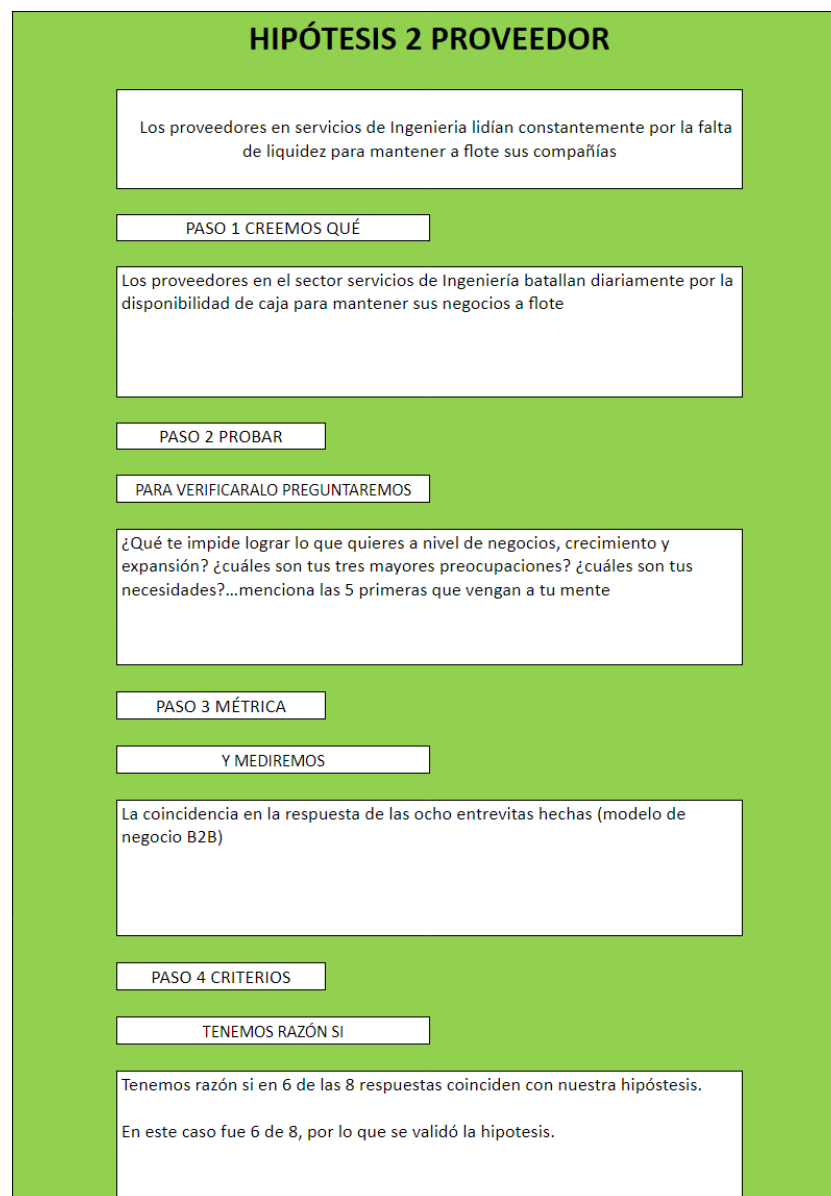 HIPÓTESIS 2 PROVEEDOR
Los proveedores en servicios de Ingenieria lidían constantemente por la falta
de liquidez para mantener a flote sus compañías
PASO 1 CREEMOS QUÉ
Los proveedores en el sector servicios de Ingeniería batallan diariamente por la
disponibilidad de caja para mantener sus negocios a flote
PASO 2 PROBAR
PARA VERIFICARALO PREGUNTAREMOS
¿Qué te impide lograr lo que quieres a nivel de negocios, crecimiento y
expansión? ¿cuáles son tus tres mayores preocupaciones? ¿cuáles son tus
necesidades?...menciona las 5 primeras que vengan a tu mente
PASO 3 MÉTRICA
Y MEDIREMOS
La coincidencia en la respuesta de las ocho entrevitas hechas (modelo de
negocio B2B)
PASO 4 CRITERIOS
TENEMOS RAZÓN SI
Tenemos razón si en 6 de las 8 respuestas coinciden con nuestra hipóstesis.
En este caso fue 6 de 8, por lo que se validó la hipotesis.